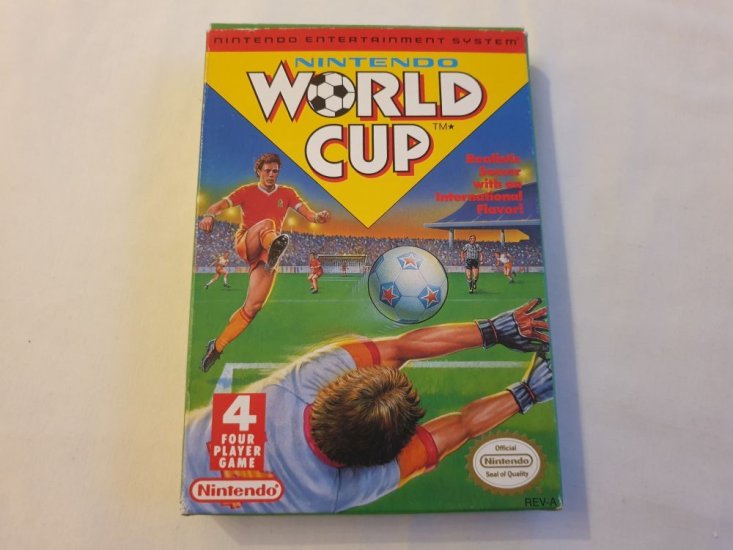 NINTENDO ENTERTAINMENT SYSTEM
NINTENDO
WORLD
CUP
TM★
Realistic
Soccer
with an
International
Flavor!
4
FOUR
PLAYER
GAME
Nintendo
Official
Nintendo
Seal of Quality
REV-A